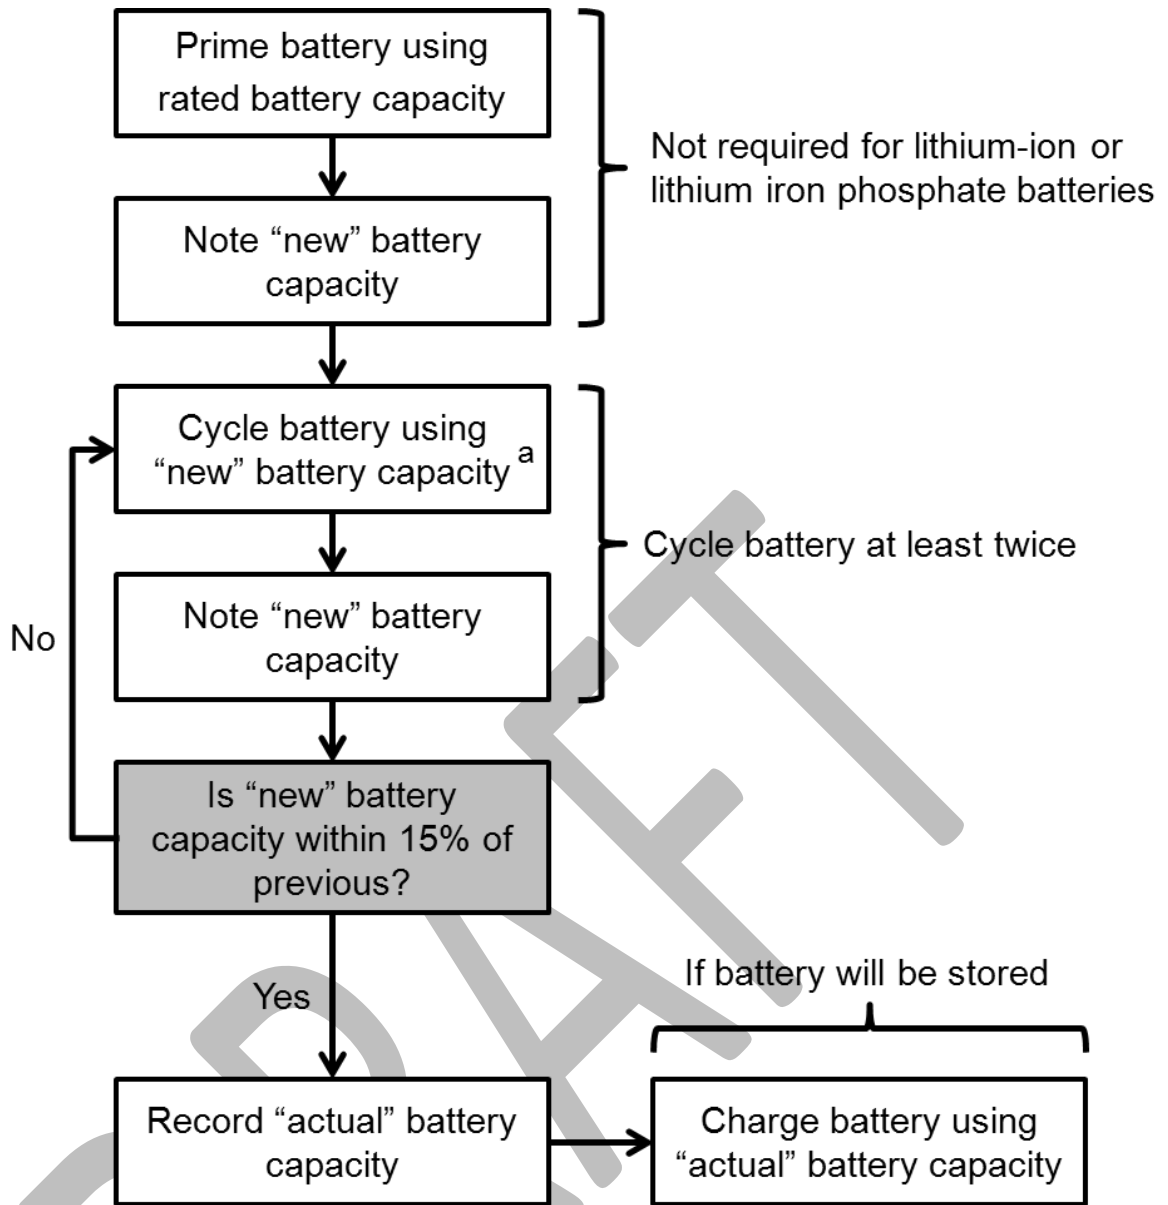 Prime battery using
rated battery capacity
Not required for lithium-ion or
lithium iron phosphate batteries
Note “new” battery
capacity
Cycle battery using
“new” battery capacity a
Cycle battery at least twice
Note “new” battery
capacity
No
Is “new” battery
capacity within 15% of
previous?
Yes
If battery will be stored
Record “actual” battery
capacity
Charge battery using
“actual” battery capacity
DRAFT